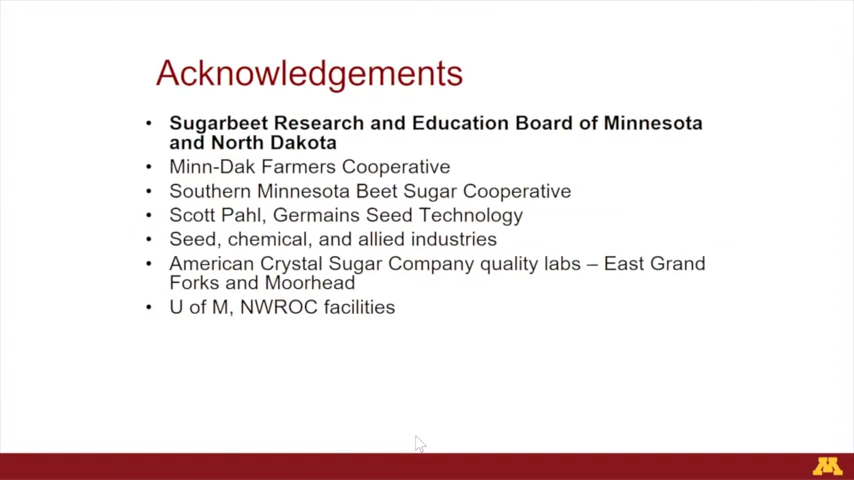 Acknowledgements
• Sugarbeet Research and Education Board of Minnesota
and North Dakota
• Minn-Dak Farmers Cooperative
• Southern Minnesota Beet Sugar Cooperative
• Scott Pahl, Germains Seed Technology
• Seed, chemical, and allied industries
• American Crystal Sugar Company quality labs – East Grand
Forks and Moorhead
• U of M, NWROC facilities
M